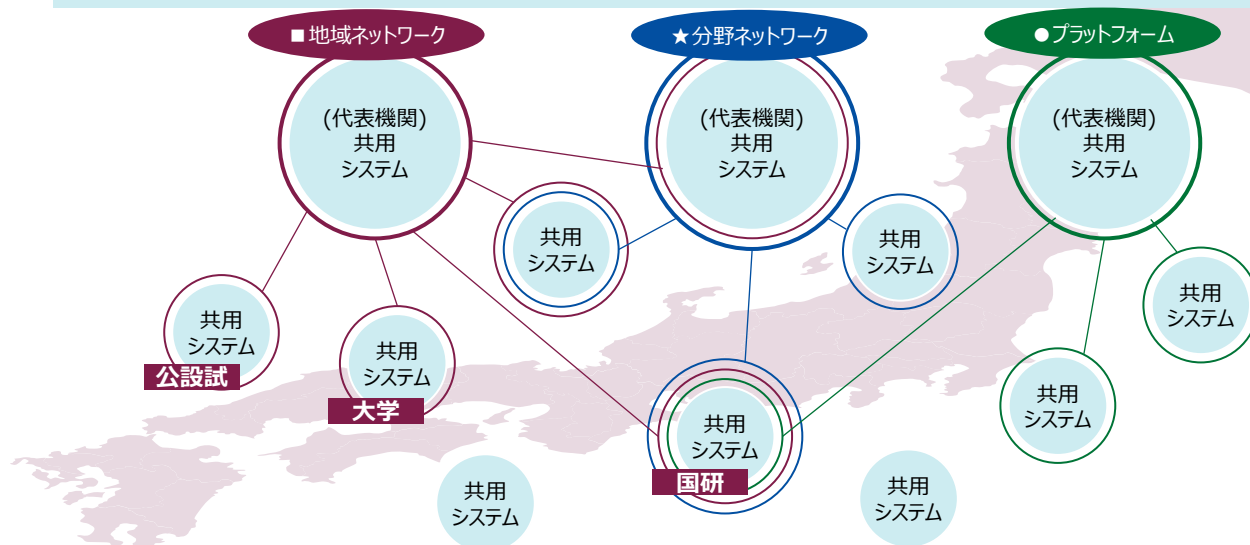 ■地域ネットワーク
★分野ネットワーク
●プラットフォーム
(代表機関)
共用
システム
(代表機関)
共用
システム
(代表機関)
共用
システム
共用
システム
共用
システム
共用
システム
共用
システム
公設試
共用
システム
大学
共用
システム
共用
システム
国研
共用
システム
共用
システム